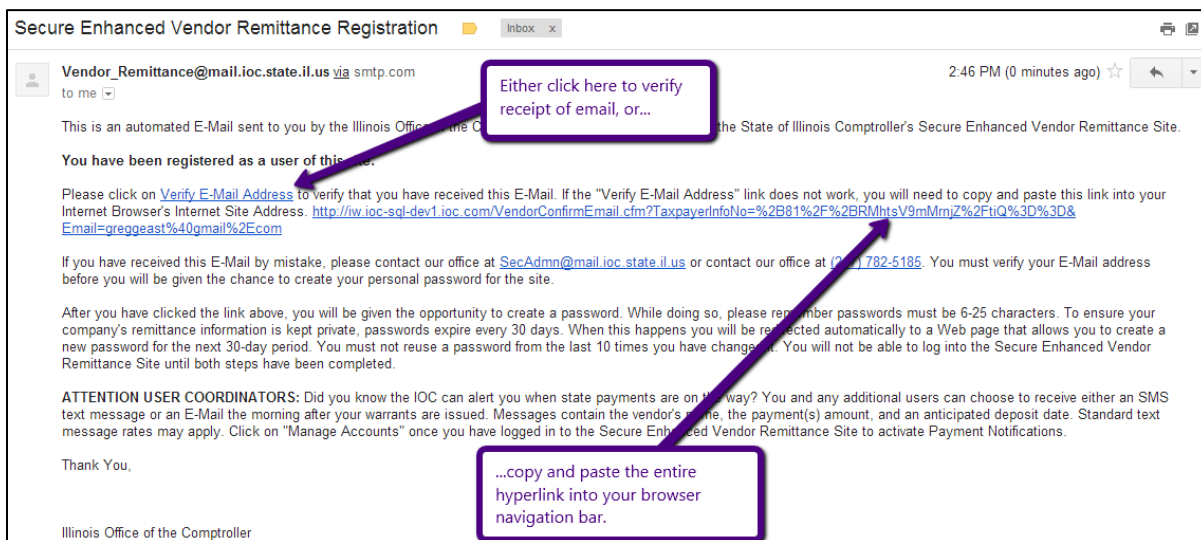 Secure Enhanced Vendor Remittance Registration Inbox x
Vendor_Remittance@mail.ioc.state.il.us via smtp.com 2:46 PM (0 minutes ago)
to me
Either click here to verify
receipt of email, or...
This is an automated E-Mail sent to you by the Illinois Office the State of Illinois Comptroller's Secure Enhanced Vendor Remittance Site.
You have been registered as a user of this
Please click on Verify E-Mail Address to verify that you have received this E-Mail. If the "Verify E-Mail Address" link does not work, you will need to copy and paste this link into your
Internet Browser's Internet Site Address. http://iw.ioc-sql-dev1.ioc.com/VendorConfirmEmail.cfm?TaxpayerInfoNo=%2B81%2F%2BRMhtsV9mMrnjZ%2FtiQ%3D%3D&
Email=greggeast%40gmail%2Ecom
If you have received this E-Mail by mistake, please contact our office at SecAdmn@mail.ioc.state.il.us or contact our office at 782-5185. You must verify your E-Mail address
before you will be given the chance to create your personal password for the site.
After you have clicked the link above, you will be given the opportunity to create a password. While doing so, please remember passwords must be 6-25 characters. To ensure your
company's remittance information is kept private, passwords expire every 30 days. When this happens you will be redirected automatically to a Web page that allows you to create a
new password for the next 30-day period. You must not reuse a password from the last 10 times you have change it. You will not be able to log into the Secure Enhanced Vendor
Remittance Site until both steps have been completed.
ATTENTION USER COORDINATORS: Did you know the IOC can alert you when state payments are on the way? You and any additional users can choose to receive either an SMS
text message or an E-Mail the morning after your warrants are issued. Messages contain the vendor's name, the payment(s) amount, and an anticipated deposit date. Standard text
message rates may apply. Click on "Manage Accounts" once you have logged in to the Secure Enhanced Vendor Remittance Site to activate Payment Notifications.
Thank You,
...copy and paste the entire
hyperlink into your browser
navigation bar.
Illinois Office of the Comptroller